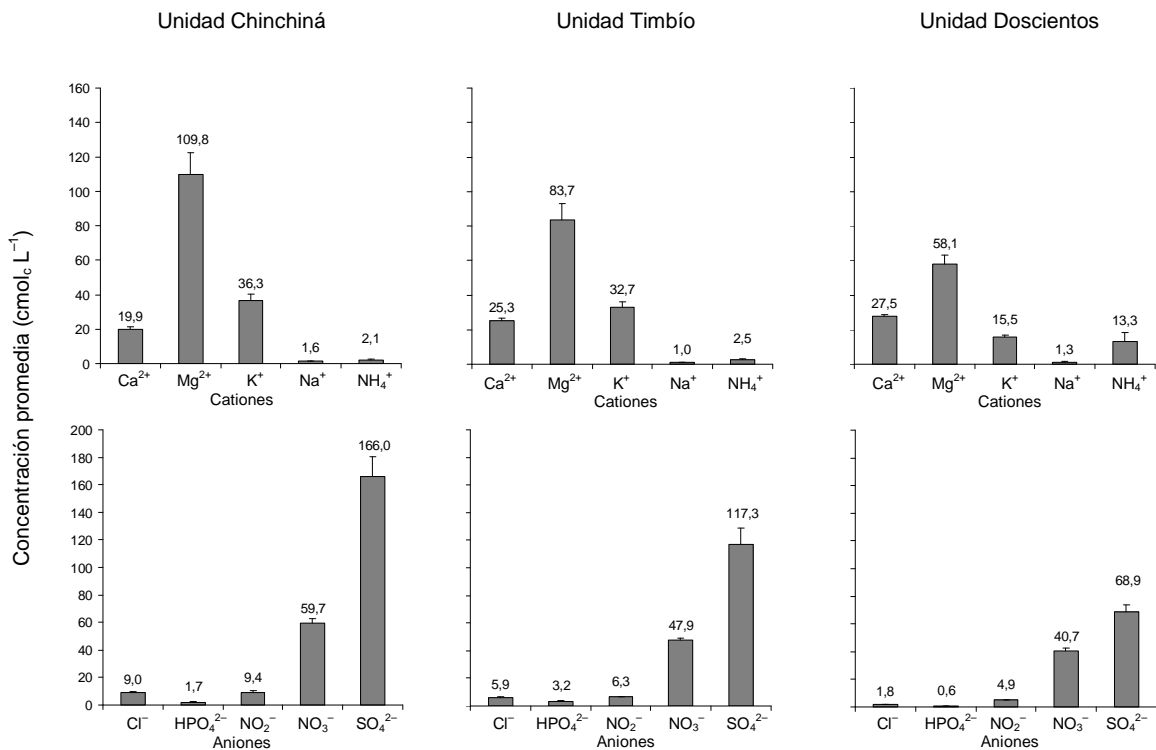 Unidad Chinchiná Unidad Timbío Unidad Doscientos
Concentración promedia (cmol_c L⁻¹)
160
140
120
100
80
60
40
20
0
19,9 109,8 36,3 1,6 2,1
Ca²⁺ Mg²⁺ K⁺ Na⁺ NH₄⁺
Cationes
25,3 83,7 32,7 1,0 2,5
Ca²⁺ Mg²⁺ K⁺ Na⁺ NH₄⁺
Cationes
27,5 58,1 15,5 1,3 13,3
Ca²⁺ Mg²⁺ K⁺ Na⁺ NH₄⁺
Cationes
200
180
160
140
120
100
80
60
40
20
0
9,0 1,7 9,4 59,7 166,0
Cl⁻ HPO₄²⁻ NO₂⁻ NO₃⁻ SO₄²⁻
Aniones
5,9 3,2 6,3 47,9 117,3
Cl⁻ HPO₄²⁻ NO₂⁻ NO₃⁻ SO₄²⁻
Aniones
1,8 0,6 4,9 40,7 68,9
Cl⁻ HPO₄²⁻ NO₂⁻ NO₃⁻ SO₄²⁻
Aniones